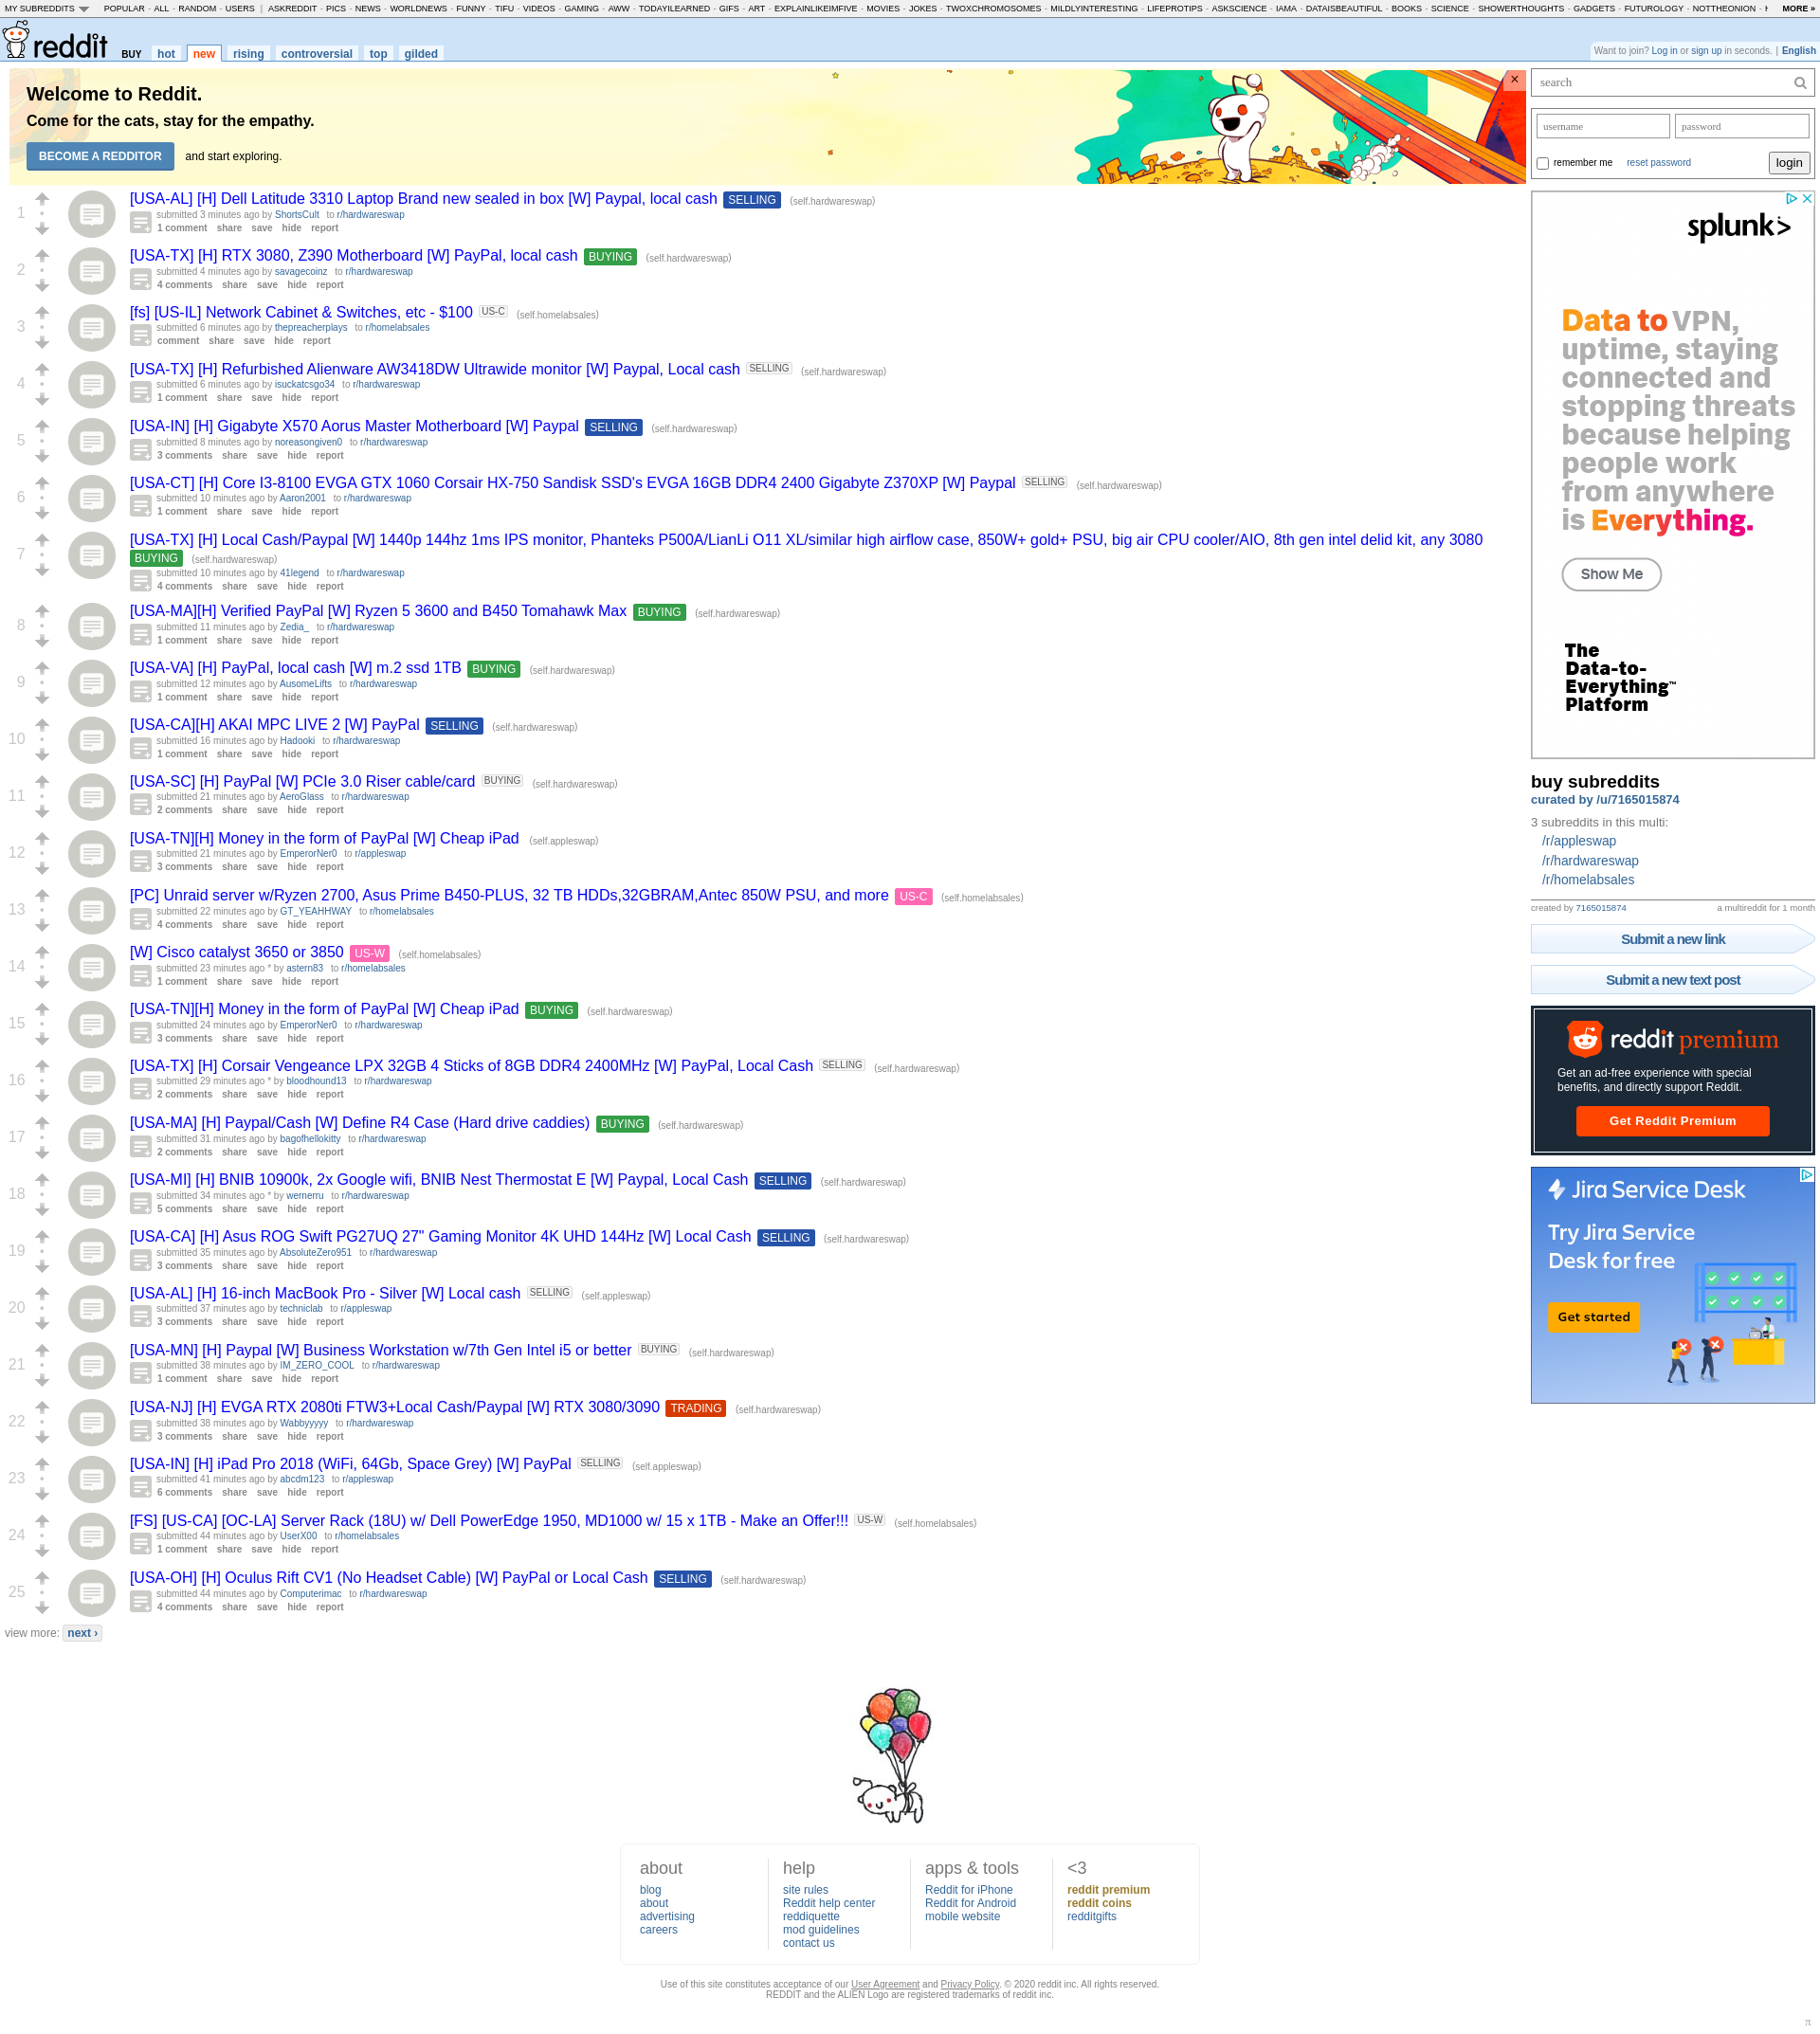 MY SUBREDDITS POPULAR - ALL - RANDOM - USERS | ASKREDDIT - PICS - NEWS - WORLDNEWS - FUNNY - TIFU - VIDEOS - GAMING - AWW - TODAYILEARNED - GIFS - ART - EXPLAINLIKEIMFIVE - MOVIES - JOKES - TWOXCHROMOSOMES - MILDLYINTERESTING - LIFEPROTIPS - ASKSCIENCE - IAMA - DATAISBEAUTIFUL - BOOKS - SCIENCE - SHOWERTHOUGHTS - GADGETS - FUTUROLOGY - NOTTHEONION - MORE »
reddit BUY hot new rising controversial top gilded
Want to join? Log in or sign up in seconds. | English
Welcome to Reddit.
Come for the cats, stay for the empathy.
BECOME A REDDITOR and start exploring.
×
1
[USA-AL] [H] Dell Latitude 3310 Laptop Brand new sealed in box [W] Paypal, local cash SELLING (self.hardwareswap)
submitted 3 minutes ago by ShortsCult to r/hardwareswap
1 comment share save hide report
2
[USA-TX] [H] RTX 3080, Z390 Motherboard [W] PayPal, local cash BUYING (self.hardwareswap)
submitted 4 minutes ago by savagecoinz to r/hardwareswap
4 comments share save hide report
3
[fs] [US-IL] Network Cabinet & Switches, etc - $100 US-C (self.homelabsales)
submitted 6 minutes ago by thepreacherplays to r/homelabsales
comment share save hide report
4
[USA-TX] [H] Refurbished Alienware AW3418DW Ultrawide monitor [W] Paypal, Local cash SELLING (self.hardwareswap)
submitted 6 minutes ago by isuckatcsgo34 to r/hardwareswap
1 comment share save hide report
5
[USA-IN] [H] Gigabyte X570 Aorus Master Motherboard [W] Paypal SELLING (self.hardwareswap)
submitted 8 minutes ago by noreasongiven0 to r/hardwareswap
3 comments share save hide report
6
[USA-CT] [H] Core I3-8100 EVGA GTX 1060 Corsair HX-750 Sandisk SSD's EVGA 16GB DDR4 2400 Gigabyte Z370XP [W] Paypal SELLING (self.hardwareswap)
submitted 10 minutes ago by Aaron2001 to r/hardwareswap
1 comment share save hide report
7
[USA-TX] [H] Local Cash/Paypal [W] 1440p 144hz 1ms IPS monitor, Phanteks P500A/LianLi O11 XL/similar high airflow case, 850W+ gold+ PSU, big air CPU cooler/AIO, 8th gen intel delid kit, any 3080
BUYING (self.hardwareswap)
submitted 10 minutes ago by 41legend to r/hardwareswap
4 comments share save hide report
8
[USA-MA][H] Verified PayPal [W] Ryzen 5 3600 and B450 Tomahawk Max BUYING (self.hardwareswap)
submitted 11 minutes ago by Zedia_ to r/hardwareswap
1 comment share save hide report
9
[USA-VA] [H] PayPal, local cash [W] m.2 ssd 1TB BUYING (self.hardwareswap)
submitted 12 minutes ago by AusomeLifts to r/hardwareswap
1 comment share save hide report
10
[USA-CA][H] AKAI MPC LIVE 2 [W] PayPal SELLING (self.hardwareswap)
submitted 16 minutes ago by Hadooki to r/hardwareswap
1 comment share save hide report
11
[USA-SC] [H] PayPal [W] PCIe 3.0 Riser cable/card BUYING (self.hardwareswap)
submitted 21 minutes ago by AeroGlass to r/hardwareswap
2 comments share save hide report
12
[USA-TN][H] Money in the form of PayPal [W] Cheap iPad (self.appleswap)
submitted 21 minutes ago by EmperorNer0 to r/appleswap
3 comments share save hide report
13
[PC] Unraid server w/Ryzen 2700, Asus Prime B450-PLUS, 32 TB HDDs,32GBRAM,Antec 850W PSU, and more US-C (self.homelabsales)
submitted 22 minutes ago by GT_YEAHHWAY to r/homelabsales
4 comments share save hide report
14
[W] Cisco catalyst 3650 or 3850 US-W (self.homelabsales)
submitted 23 minutes ago * by astern83 to r/homelabsales
1 comment share save hide report
15
[USA-TN][H] Money in the form of PayPal [W] Cheap iPad BUYING (self.hardwareswap)
submitted 24 minutes ago by EmperorNer0 to r/hardwareswap
3 comments share save hide report
16
[USA-TX] [H] Corsair Vengeance LPX 32GB 4 Sticks of 8GB DDR4 2400MHz [W] PayPal, Local Cash SELLING (self.hardwareswap)
submitted 29 minutes ago * by bloodhound13 to r/hardwareswap
2 comments share save hide report
17
[USA-MA] [H] Paypal/Cash [W] Define R4 Case (Hard drive caddies) BUYING (self.hardwareswap)
submitted 31 minutes ago by bagofhellokitty to r/hardwareswap
2 comments share save hide report
18
[USA-MI] [H] BNIB 10900k, 2x Google wifi, BNIB Nest Thermostat E [W] Paypal, Local Cash SELLING (self.hardwareswap)
submitted 34 minutes ago * by wernerru to r/hardwareswap
5 comments share save hide report
19
[USA-CA] [H] Asus ROG Swift PG27UQ 27" Gaming Monitor 4K UHD 144Hz [W] Local Cash SELLING (self.hardwareswap)
submitted 35 minutes ago by AbsoluteZero951 to r/hardwareswap
3 comments share save hide report
20
[USA-AL] [H] 16-inch MacBook Pro - Silver [W] Local cash SELLING (self.appleswap)
submitted 37 minutes ago by techniclab to r/appleswap
3 comments share save hide report
21
[USA-MN] [H] Paypal [W] Business Workstation w/7th Gen Intel i5 or better BUYING (self.hardwareswap)
submitted 38 minutes ago by IM_ZERO_COOL to r/hardwareswap
1 comment share save hide report
22
[USA-NJ] [H] EVGA RTX 2080ti FTW3+Local Cash/Paypal [W] RTX 3080/3090 TRADING (self.hardwareswap)
submitted 38 minutes ago by Wabbyyyyy to r/hardwareswap
3 comments share save hide report
23
[USA-IN] [H] iPad Pro 2018 (WiFi, 64Gb, Space Grey) [W] PayPal SELLING (self.appleswap)
submitted 41 minutes ago by abcdm123 to r/appleswap
6 comments share save hide report
24
[FS] [US-CA] [OC-LA] Server Rack (18U) w/ Dell PowerEdge 1950, MD1000 w/ 15 x 1TB - Make an Offer!!! US-W (self.homelabsales)
submitted 44 minutes ago by UserX00 to r/homelabsales
1 comment share save hide report
25
[USA-OH] [H] Oculus Rift CV1 (No Headset Cable) [W] PayPal or Local Cash SELLING (self.hardwareswap)
submitted 44 minutes ago by Computerimac to r/hardwareswap
4 comments share save hide report
view more: next ›
search
username password
remember me reset password login
splunk>
Data to VPN,
uptime, staying
connected and
stopping threats
because helping
people work
from anywhere
is Everything.
Show Me
The
Data-to-
Everything™
Platform
buy subreddits
curated by /u/7165015874
3 subreddits in this multi:
/r/appleswap
/r/hardwareswap
/r/homelabsales
created by 7165015874 a multireddit for 1 month
Submit a new link
Submit a new text post
reddit premium
Get an ad-free experience with special
benefits, and directly support Reddit.
Get Reddit Premium
Jira Service Desk
Try Jira Service
Desk for free
Get started
about
blog
about
advertising
careers
help
site rules
Reddit help center
reddiquette
mod guidelines
contact us
apps & tools
Reddit for iPhone
Reddit for Android
mobile website
<3
reddit premium
reddit coins
redditgifts
Use of this site constitutes acceptance of our User Agreement and Privacy Policy. © 2020 reddit inc. All rights reserved.
REDDIT and the ALIEN Logo are registered trademarks of reddit inc.
π